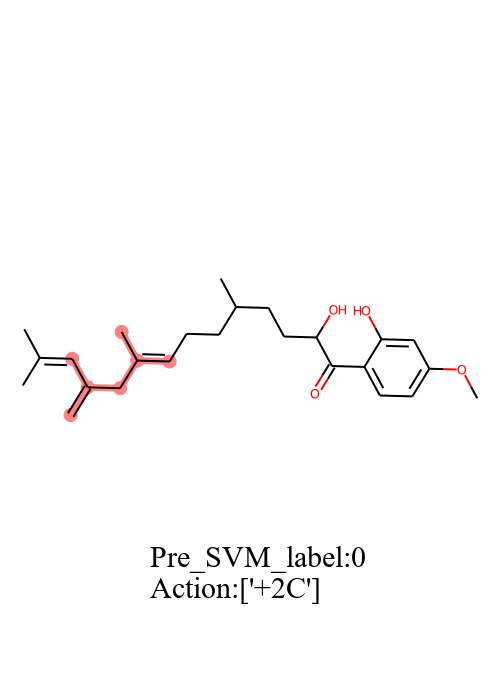 OH
HO
O
O
Pre_SVM_label:0
Action:['+2C']